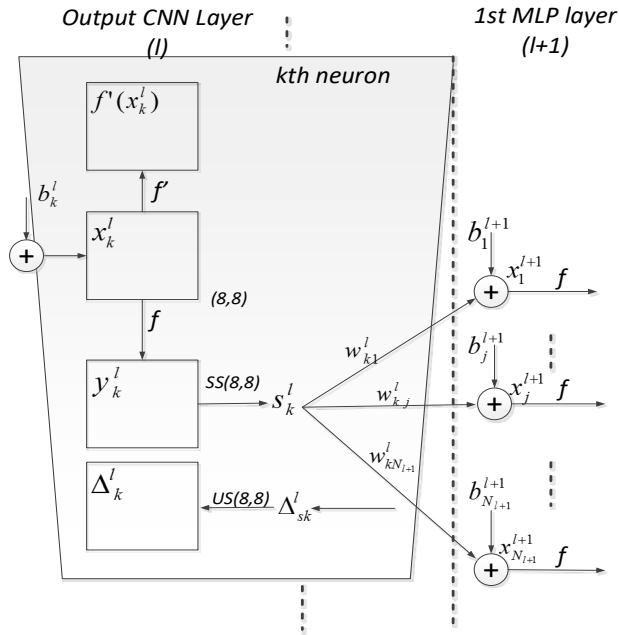 Output CNN Layer
(l)
1st MLP layer
(l+1)
kth neuron
f'(x_k^l)
f'
b_k^l
+
x_k^l
(8,8)
f
y_k^l
SS(8,8)
s_k^l
Δ_k^l
US(8,8)
Δ_{sk}^l
w_{k1}^l
w_{kj}^l
w_{kN_{l+1}}^l
b_1^{l+1}
x_1^{l+1}
f
+
b_j^{l+1}
x_j^{l+1}
f
+
b_{N_{l+1}}^{l+1}
x_{N_{l+1}}^{l+1}
f
+